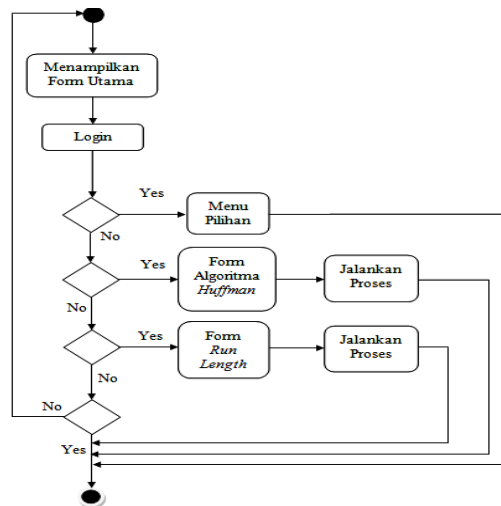 Menampilkan
Form Utama
Login
Yes
Menu
Pilihan
No
Yes
Form
Algoritma
Huffman
Jalankan
Proses
No
Yes
Form
Run
Length
Jalankan
Proses
No
No
Yes